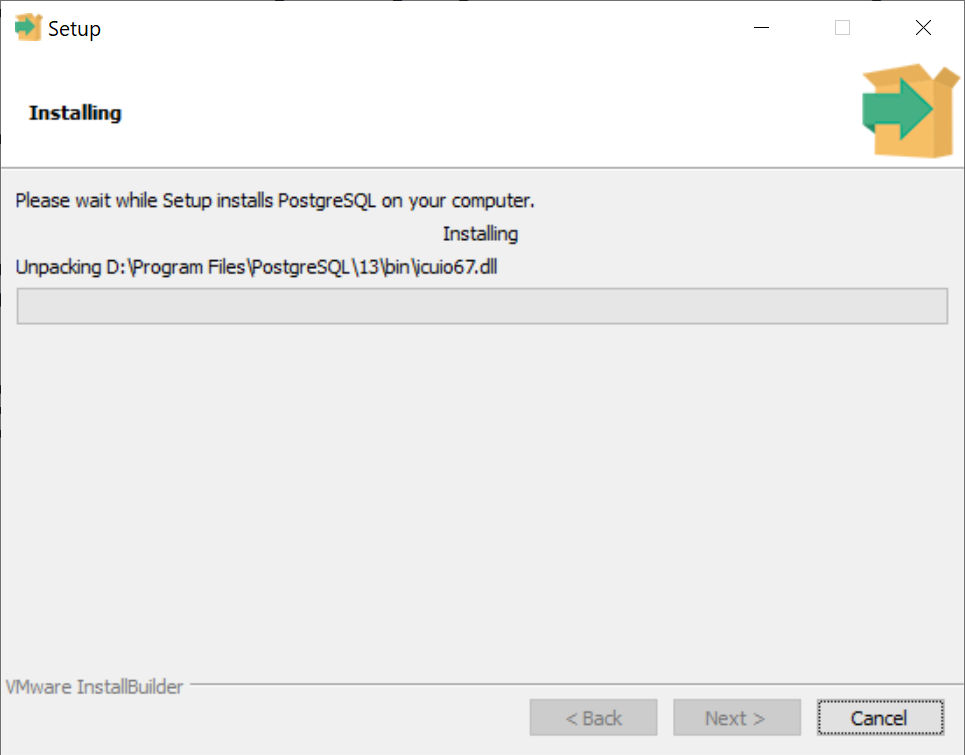 Setup
Installing
Please wait while Setup installs PostgreSQL on your computer.
Installing
Unpacking D:\Program Files\PostgreSQL\13\bin\icuio67.dll
VMware InstallBuilder
< Back
Next >
Cancel